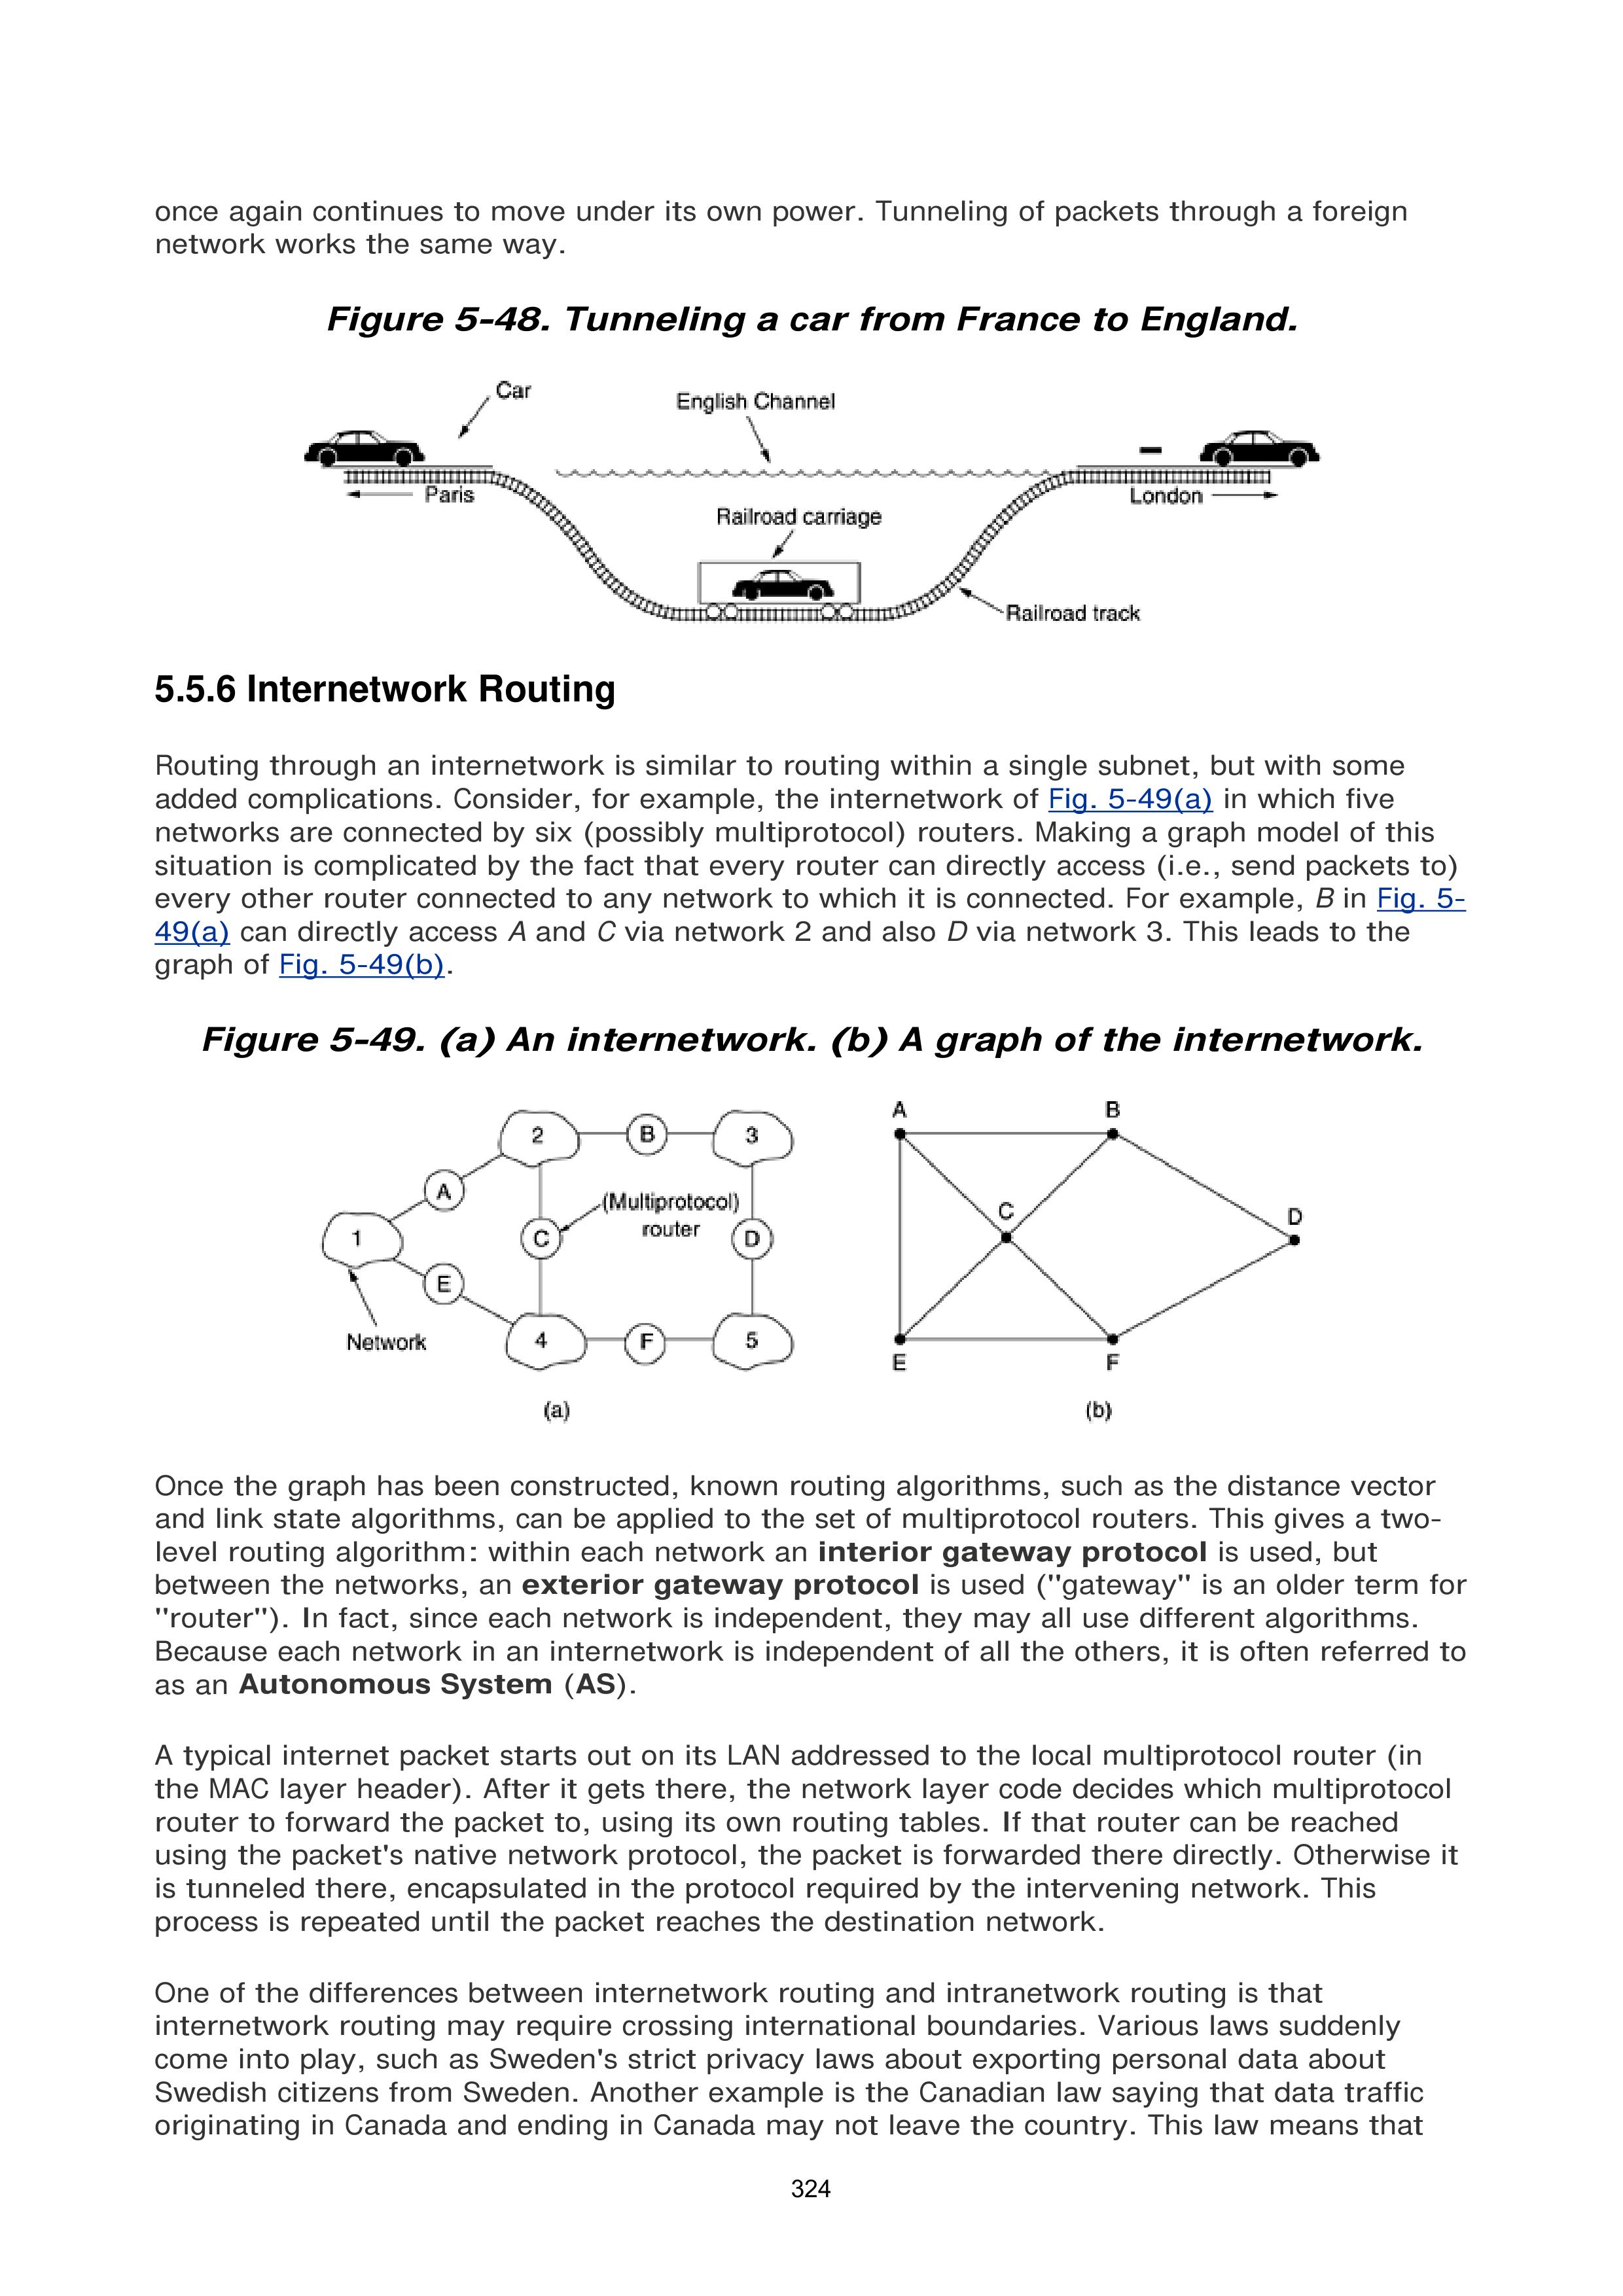 once again continues to move under its own power. Tunneling of packets through a foreign
network works the same way.
Figure 5-48. Tunneling a car from France to England.
Car
English Channel
Paris
London
Railroad carriage
Railroad track
5.5.6 Internetwork Routing
Routing through an internetwork is similar to routing within a single subnet, but with some
added complications. Consider, for example, the internetwork of Fig. 5-49(a) in which five
networks are connected by six (possibly multiprotocol) routers. Making a graph model of this
situation is complicated by the fact that every router can directly access (i.e., send packets to)
every other router connected to any network to which it is connected. For example, B in Fig. 5-
49(a) can directly access A and C via network 2 and also D via network 3. This leads to the
graph of Fig. 5-49(b).
Figure 5-49. (a) An internetwork. (b) A graph of the internetwork.
2
B
3
A
(Multiprotocol)
router
1
C
D
E
Network
4
F
5
(a)
A
B
C
D
E
F
(b)
Once the graph has been constructed, known routing algorithms, such as the distance vector
and link state algorithms, can be applied to the set of multiprotocol routers. This gives a two-
level routing algorithm: within each network an interior gateway protocol is used, but
between the networks, an exterior gateway protocol is used (''gateway'' is an older term for
''router''). In fact, since each network is independent, they may all use different algorithms.
Because each network in an internetwork is independent of all the others, it is often referred to
as an Autonomous System (AS).
A typical internet packet starts out on its LAN addressed to the local multiprotocol router (in
the MAC layer header). After it gets there, the network layer code decides which multiprotocol
router to forward the packet to, using its own routing tables. If that router can be reached
using the packet's native network protocol, the packet is forwarded there directly. Otherwise it
is tunneled there, encapsulated in the protocol required by the intervening network. This
process is repeated until the packet reaches the destination network.
One of the differences between internetwork routing and intranetwork routing is that
internetwork routing may require crossing international boundaries. Various laws suddenly
come into play, such as Sweden's strict privacy laws about exporting personal data about
Swedish citizens from Sweden. Another example is the Canadian law saying that data traffic
originating in Canada and ending in Canada may not leave the country. This law means that
324